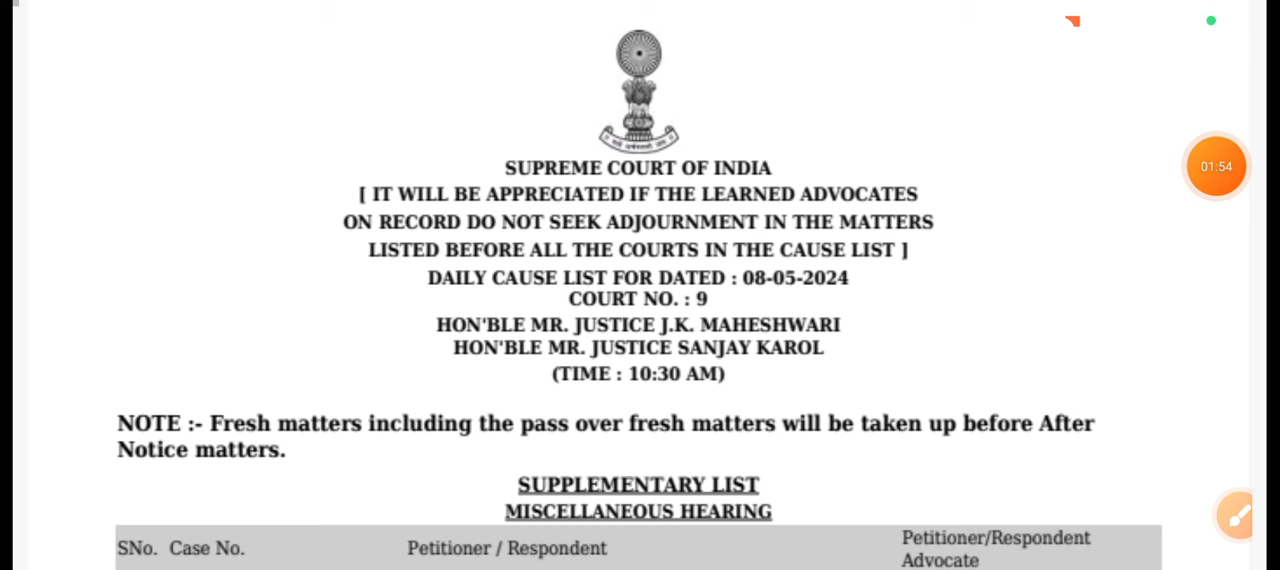 SUPREME COURT OF INDIA
[ IT WILL BE APPRECIATED IF THE LEARNED ADVOCATES
ON RECORD DO NOT SEEK ADJOURNMENT IN THE MATTERS
LISTED BEFORE ALL THE COURTS IN THE CAUSE LIST ]
DAILY CAUSE LIST FOR DATED : 08-05-2024
COURT NO. : 9
HON'BLE MR. JUSTICE J.K. MAHESHWARI
HON'BLE MR. JUSTICE SANJAY KAROL
(TIME : 10:30 AM)
01:54
NOTE :- Fresh matters including the pass over fresh matters will be taken up before After
Notice matters.
SUPPLEMENTARY LIST
MISCELLANEOUS HEARING
SNo. Case No. Petitioner / Respondent Petitioner/Respondent
Advocate